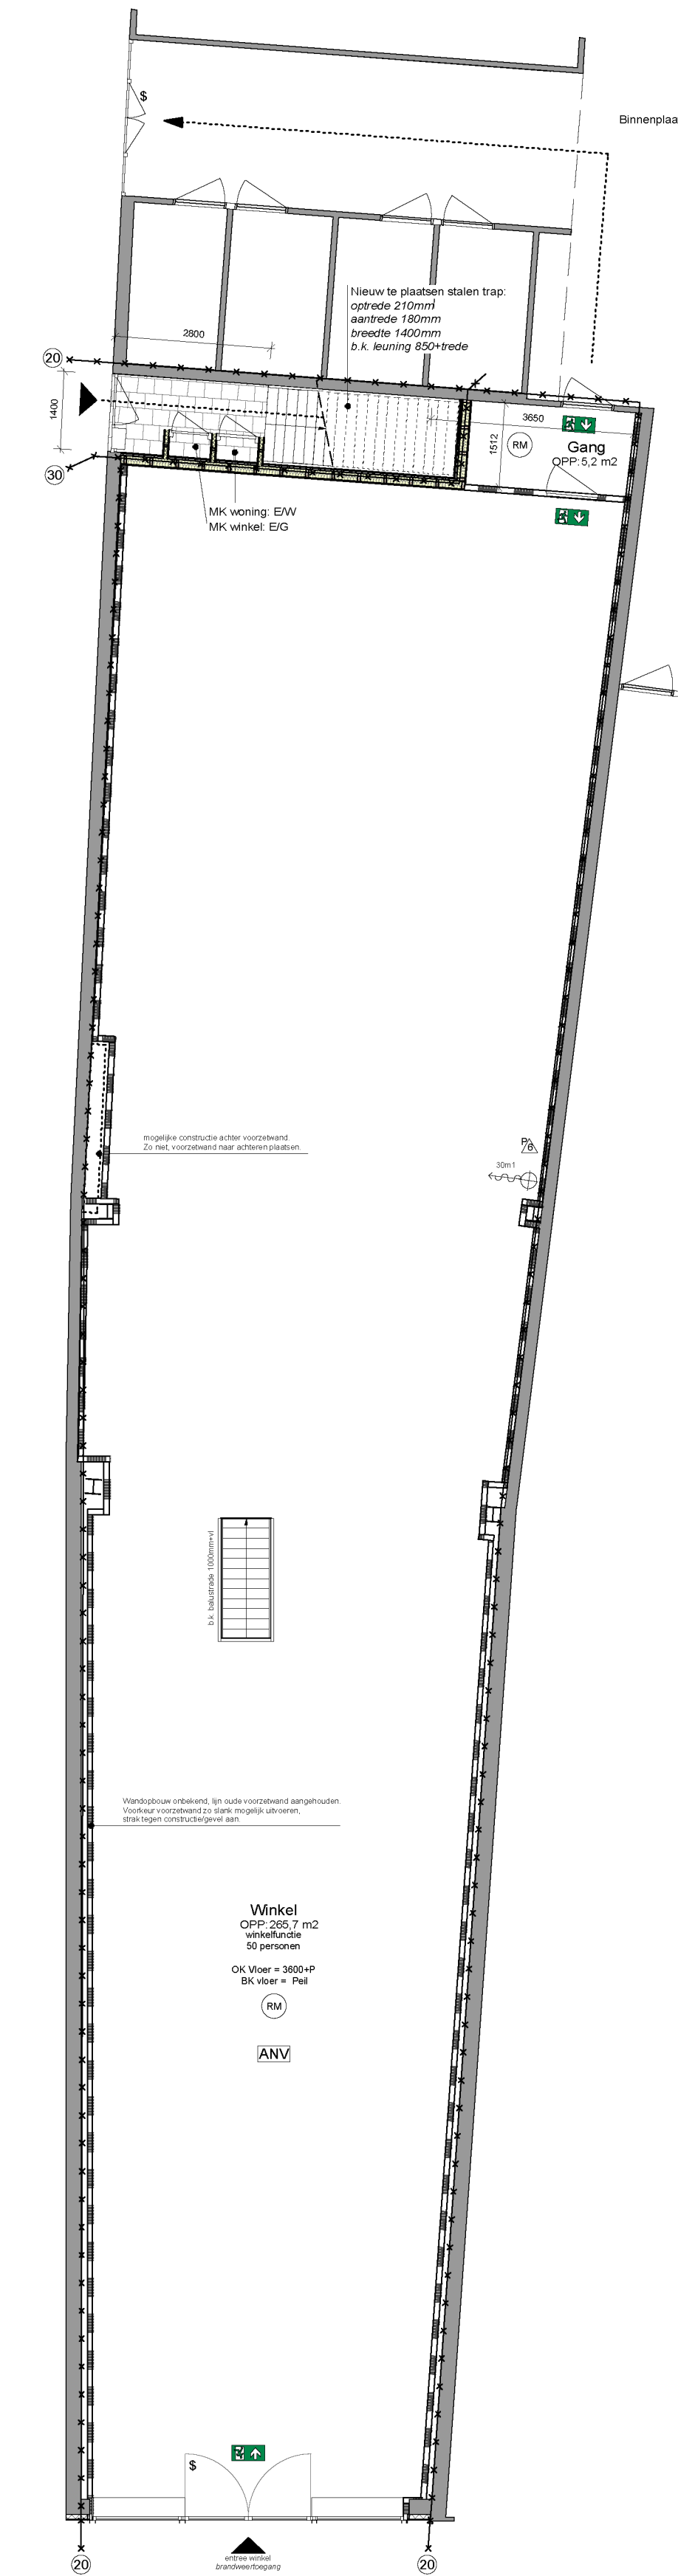 $
Binnenplaa
Nieuw te plaatsen stalen trap:
optrede 210mm
aantrede 180mm
breedte 1400mm
b.k. leuning 850+trede
2800
20
1400
3650
1512
RM
Gang
OPP: 5,2 m2
30
MK woning: E/W
MK winkel: E/G
mogelijke constructie achter voorzetwand.
Zo niet, voorzetwand naar achteren plaatsen.
P
6
30m1
b.k. balustrade 1000mm+vl
Wandopbouw onbekend, lijn oude voorzetwand aangehouden.
Voorkeur voorzetwand zo slank mogelijk uitvoeren,
strak tegen constructie/gevel aan.
Winkel
OPP: 265,7 m2
winkelfunctie
50 personen
OK Vloer = 3600+P
BK vloer = Peil
RM
ANV
$
entree winkel
brandweertoegang
20
20